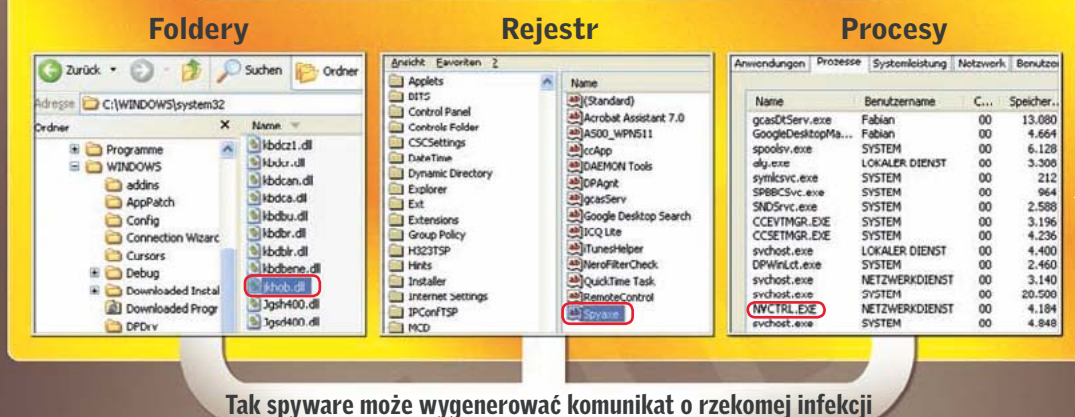 Foldery
Rejestr
Procesy
Zurück
Suchen
Ordner
Adresse C:\WINDOWS\system32
Ordner X
Programme
WINDOWS
addins
AppPatch
Config
Connection Wizarc
Cursors
Debug
Downloaded Instal
Downloaded Progr
DPDrv
Name
kbdcz1.dll
kbdcr.dll
kbdcan.dll
kbdca.dll
kbdbu.dll
kbdbr.dll
kbdblr.dll
kbdbene.dll
jkhob.dll
Jgsh400.dll
Jgsd400.dll
Ansicht Favoriten ?
Applets
BITS
Control Panel
Controls Folder
CSCSettings
DateTime
Dynamic Directory
Explorer
Ext
Extensions
Group Policy
H323TSP
Hints
Installer
Internet Settings
IPConfTSP
MCD
Name
(Standard)
Acrobat Assistant 7.0
AS00_WPN511
ccApp
DAEMON Tools
DPAgnt
gcasServ
Google Desktop Search
ICQ Lite
iTunesHelper
NeroFilterCheck
QuickTime Task
RemoteControl
Spyaxe
Anwendungen Prozesse Systemleistung Netzwerk Benutzer
Name Benutzername C... Speicher..
gcasDtServ.exe Fabian 00 13.080
GoogleDesktopMa... Fabian 00 4.664
spoolsv.exe SYSTEM 00 6.128
alg.exe LOKALER DIENST 00 3.308
symlcsvc.exe SYSTEM 00 212
SPBBCSvc.exe SYSTEM 00 964
SNDSrvc.exe SYSTEM 00 2.588
CCEVTMGR.EXE SYSTEM 00 3.196
CCSETMGR.EXE SYSTEM 00 4.236
svchost.exe LOKALER DIENST 00 4.400
DPWinLct.exe SYSTEM 00 2.460
svchost.exe NETZWERKDIENST 00 3.140
svchost.exe SYSTEM 00 20.500
NVCTRL.EXE NETZWERKDIENST 00 4.184
svchost.exe SYSTEM 00 4.848
Tak spyware może wygenerować komunikat o rzekomej infekcji